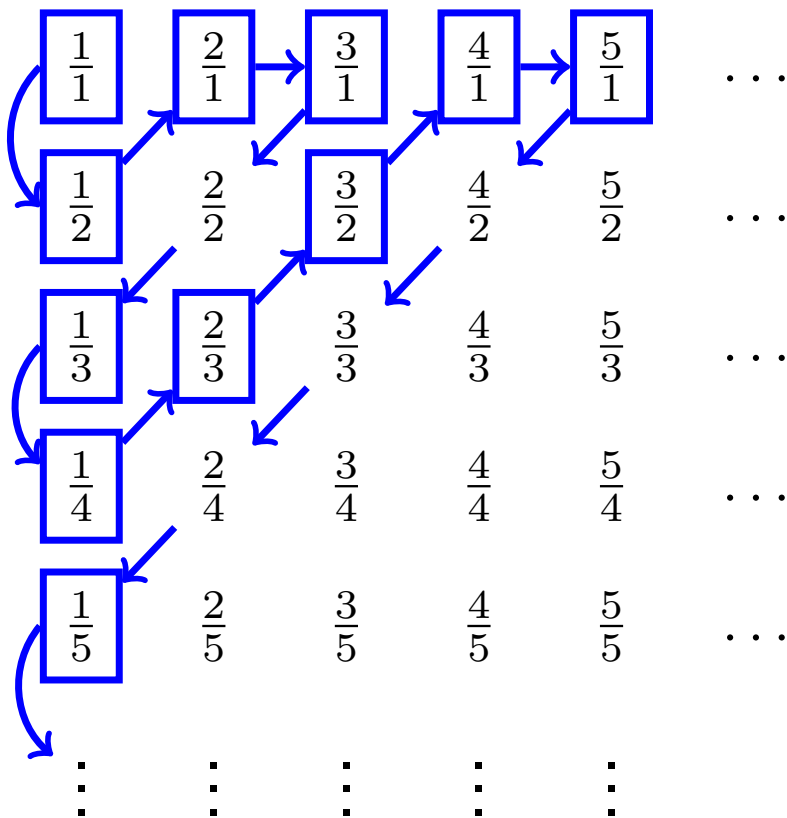 1/1 2/1 3/1 4/1 5/1 ...
1/2 2/2 3/2 4/2 5/2 ...
1/3 2/3 3/3 4/3 5/3 ...
1/4 2/4 3/4 4/4 5/4 ...
1/5 2/5 3/5 4/5 5/5 ...
⋮ ⋮ ⋮ ⋮ ⋮